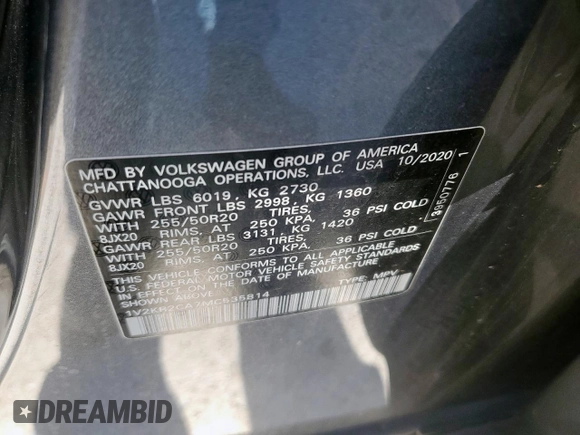 MFD BY VOLKSWAGEN GROUP OF AMERICA
CHATTANOOGA OPERATIONS, LLC. USA 10/2020
GVWR LBS 6019, KG 2730
GAWR FRONT LBS 2998, KG 1360
WITH 255/50R20 TIRES, 36 PSI COLD
8JX20 RIMS, AT 250 KPA.
GAWR/REAR LBS 3131, KG 1420
WITH 255/50R20 TIRES, 36 PSI COLD
8JX20 RIMS, AT 250 KPA.
THIS VEHICLE CONFORMS TO ALL APPLICABLE
U.S. FEDERAL MOTOR VEHICLE SAFETY STANDARDS
IN EFFECT ON THE DATE OF MANUFACTURE
SHOWN ABOVE.
TYPE: MPV
3950776 1
DREAMBID